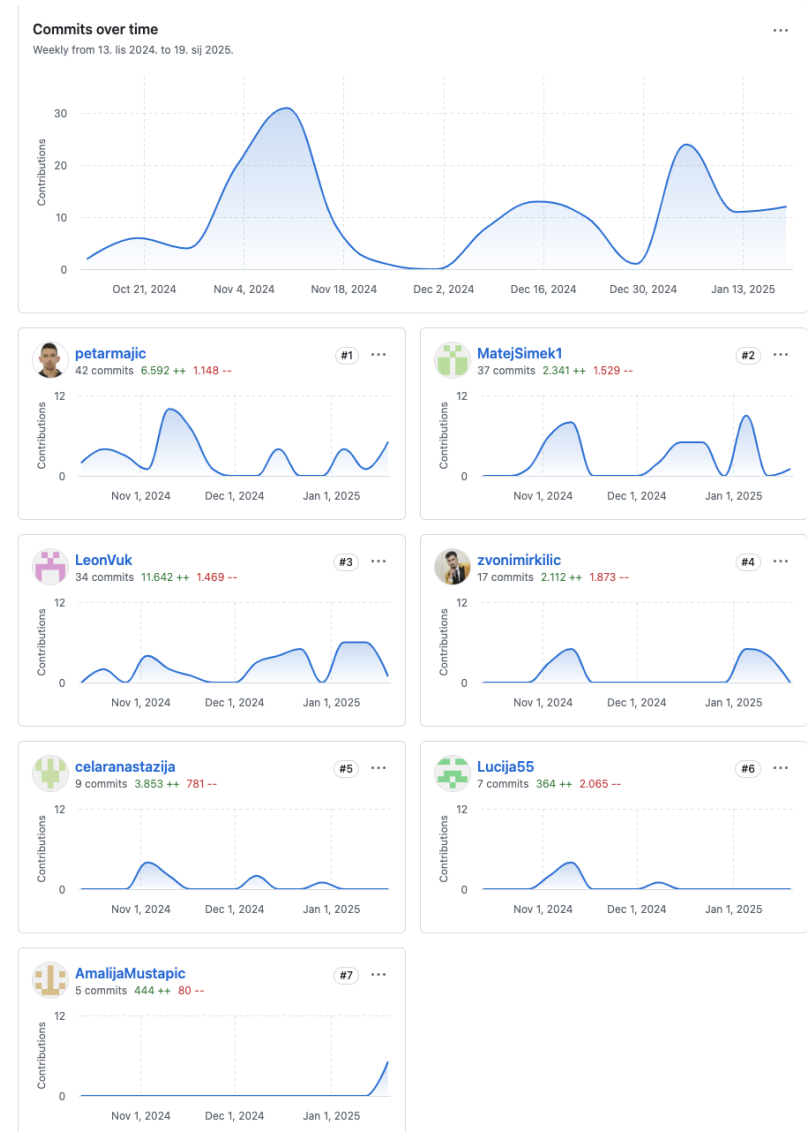 Commits over time
Weekly from 13. lis 2024. to 19. sij 2025.
Contributions
30
20
10
0
Oct 21, 2024 Nov 4, 2024 Nov 18, 2024 Dec 2, 2024 Dec 16, 2024 Dec 30, 2024 Jan 13, 2025
petarmajic #1
42 commits 6.592 ++ 1.148 --
Contributions
12
0
Nov 1, 2024 Dec 1, 2024 Jan 1, 2025
MatejSimek1 #2
37 commits 2.341 ++ 1.529 --
Contributions
12
0
Nov 1, 2024 Dec 1, 2024 Jan 1, 2025
LeonVuk #3
34 commits 11.642 ++ 1.469 --
Contributions
12
0
Nov 1, 2024 Dec 1, 2024 Jan 1, 2025
zvonimirkilic #4
17 commits 2.112 ++ 1.873 --
Contributions
12
0
Nov 1, 2024 Dec 1, 2024 Jan 1, 2025
celaranastazija #5
9 commits 3.853 ++ 781 --
Contributions
12
0
Nov 1, 2024 Dec 1, 2024 Jan 1, 2025
Lucija55 #6
7 commits 364 ++ 2.065 --
Contributions
12
0
Nov 1, 2024 Dec 1, 2024 Jan 1, 2025
AmalijaMustapic #7
5 commits 444 ++ 80 --
Contributions
12
0
Nov 1, 2024 Dec 1, 2024 Jan 1, 2025